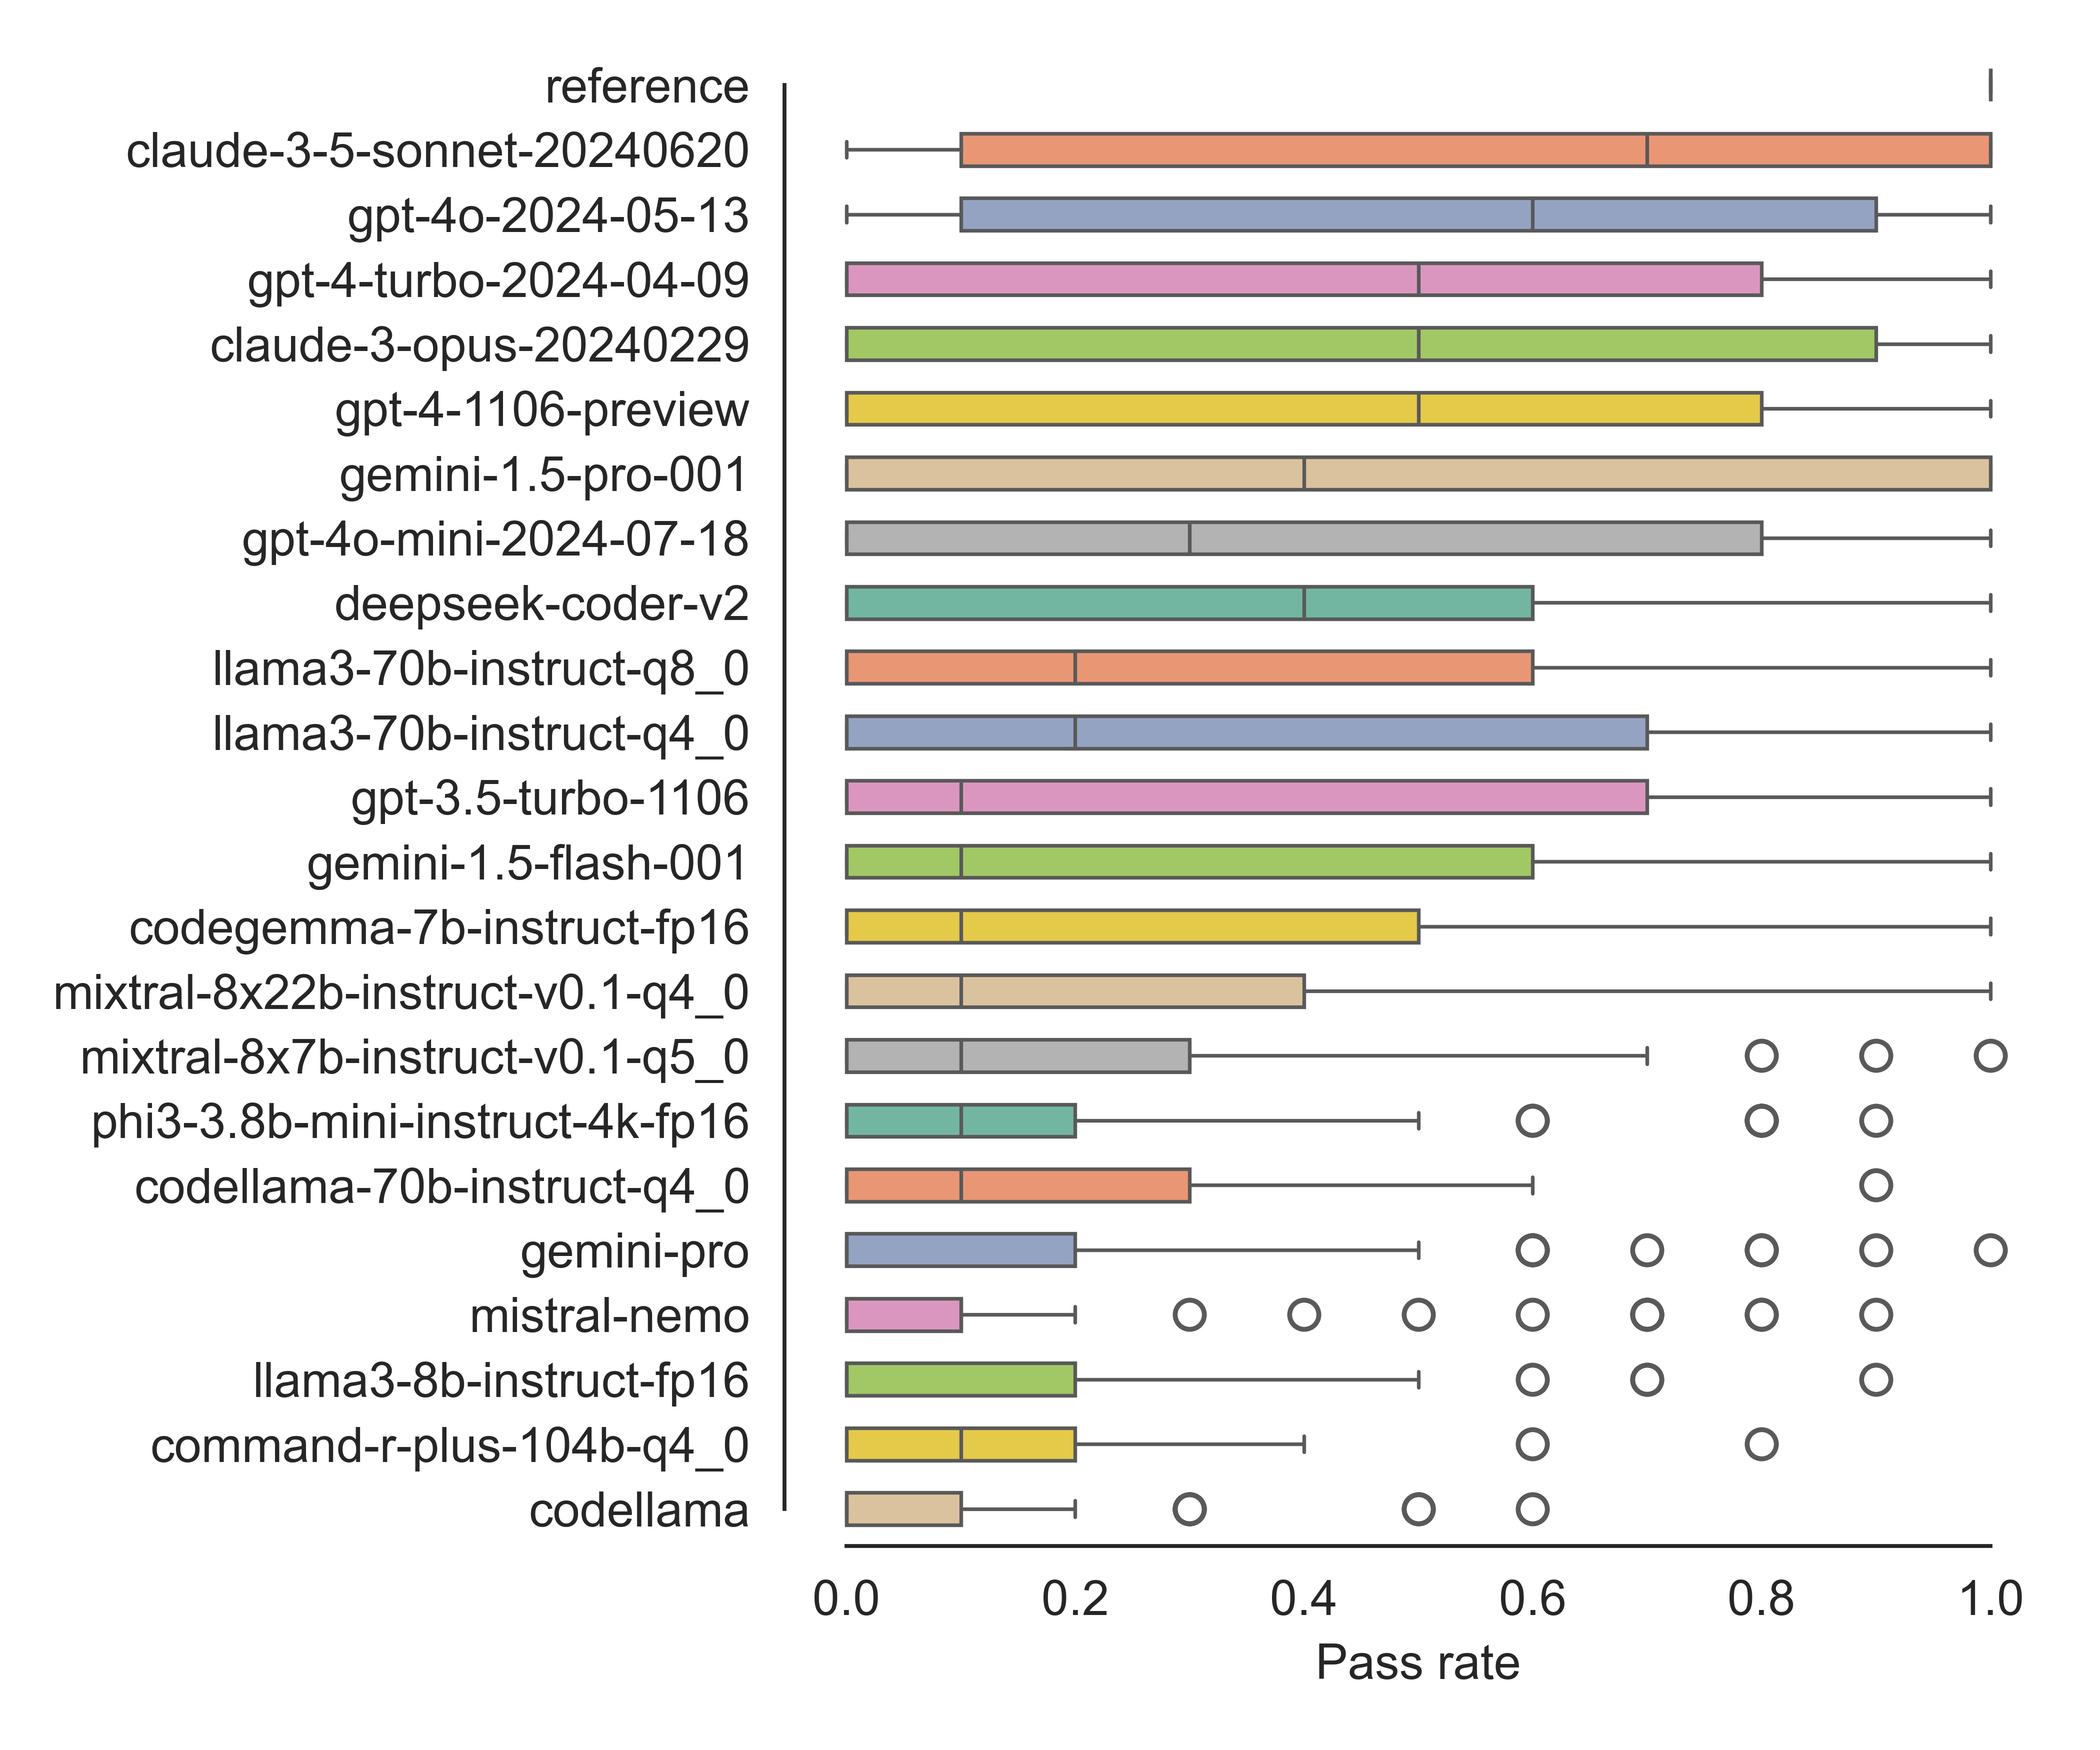 reference
claude-3-5-sonnet-20240620
gpt-4o-2024-05-13
gpt-4-turbo-2024-04-09
claude-3-opus-20240229
gpt-4-1106-preview
gemini-1.5-pro-001
gpt-4o-mini-2024-07-18
deepseek-coder-v2
llama3-70b-instruct-q8_0
llama3-70b-instruct-q4_0
gpt-3.5-turbo-1106
gemini-1.5-flash-001
codegemma-7b-instruct-fp16
mixtral-8x22b-instruct-v0.1-q4_0
mixtral-8x7b-instruct-v0.1-q5_0
phi3-3.8b-mini-instruct-4k-fp16
codellama-70b-instruct-q4_0
gemini-pro
mistral-nemo
llama3-8b-instruct-fp16
command-r-plus-104b-q4_0
codellama
0.0 0.2 0.4 0.6 0.8 1.0
Pass rate